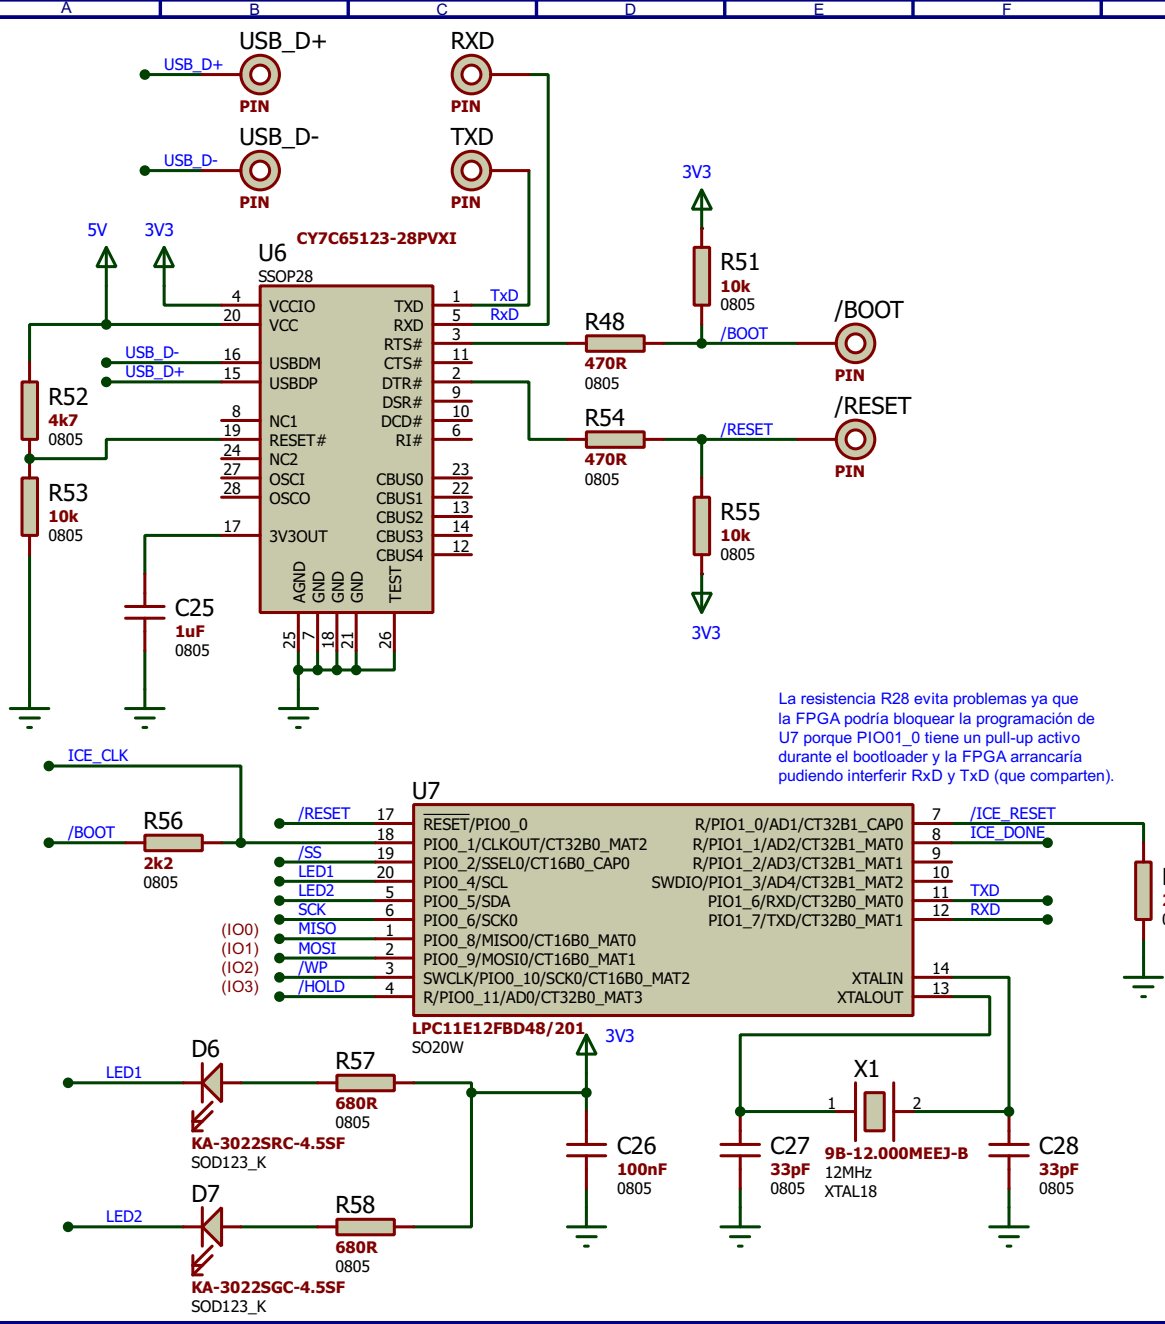 A B C D E F
USB_D+
USB_D+
PIN
RXD
PIN
USB_D-
USB_D-
PIN
TXD
PIN
5V
3V3
U6
CY7C65123-28PVXI
SSOP28
4 VCCIO
20 VCC
USB_D- 16 USBDM
USB_D+ 15 USBDP
8 NC1
19 RESET#
24 NC2
27 OSCI
28 OSCO
17 3V3OUT
TXD 1 TxD
RXD 5 RxD
RTS# 3
CTS# 11
DTR# 2
DSR# 9
DCD# 10
RI# 6
CBUS0 23
CBUS1 22
CBUS2 13
CBUS3 14
CBUS4 12
AGND GND GND GND TEST
25 7 18 21 26
R52
4k7
0805
R53
10k
0805
C25
1uF
0805
3V3
R51
10k
0805
R48
470R
0805
/BOOT
/BOOT
PIN
R54
470R
0805
/RESET
/RESET
PIN
R55
10k
0805
3V3
La resistencia R28 evita problemas ya que
la FPGA podría bloquear la programación de
U7 porque PIO01_0 tiene un pull-up activo
durante el bootloader y la FPGA arrancaría
pudiendo interferir RxD y TxD (que comparten).
ICE_CLK
/BOOT
R56
2k2
0805
U7
/RESET 17 RESET/PIO0_0
18 PIO0_1/CLKOUT/CT32B0_MAT2
/SS 19 PIO0_2/SSEL0/CT16B0_CAP0
LED1 20 PIO0_4/SCL
LED2 5 PIO0_5/SDA
SCK 6 PIO0_6/SCK0
(IO0) MISO 1 PIO0_8/MISO0/CT16B0_MAT0
(IO1) MOSI 2 PIO0_9/MOSI0/CT16B0_MAT1
(IO2) /WP 3 SWCLK/PIO0_10/SCK0/CT16B0_MAT2
(IO3) /HOLD 4 R/PIO0_11/AD0/CT32B0_MAT3
R/PIO1_0/AD1/CT32B1_CAP0 7 /ICE_RESET
R/PIO1_1/AD2/CT32B1_MAT0 8 ICE_DONE
R/PIO1_2/AD3/CT32B1_MAT1 9
SWDIO/PIO1_3/AD4/CT32B1_MAT2 10
PIO1_6/RXD/CT32B0_MAT0 11 TXD
PIO1_7/TXD/CT32B0_MAT1 12 RXD
XTALIN 14
XTALOUT 13
LPC11E12FBD48/201
SO20W
3V3
LED1
D6
KA-3022SRC-4.5SF
SOD123_K
R57
680R
0805
LED2
D7
KA-3022SGC-4.5SF
SOD123_K
R58
680R
0805
C26
100nF
0805
C27
33pF
0805
X1
1 2
9B-12.000MEEJ-B
12MHz
XTAL18
C28
33pF
0805